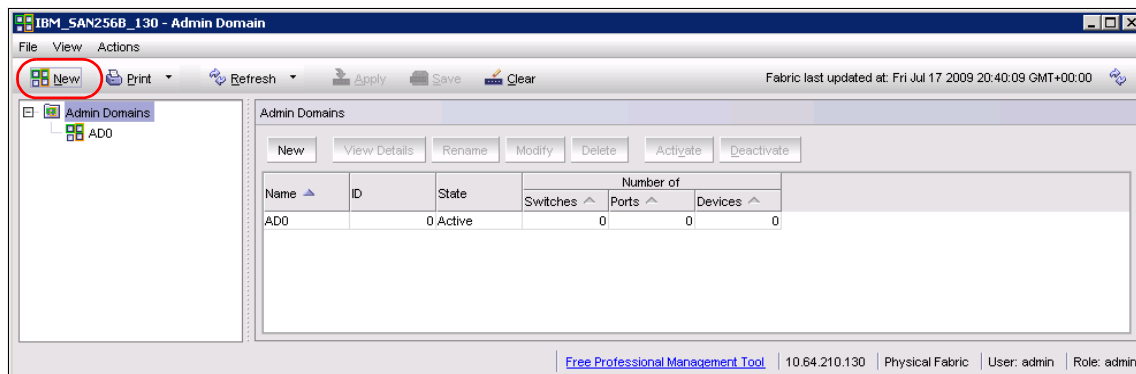 IBM_SAN256B_130 - Admin Domain
File View Actions
New Print Refresh Apply Save Clear Fabric last updated at: Fri Jul 17 2009 20:40:09 GMT+00:00
Admin Domains
AD0
Admin Domains
New View Details Rename Modify Delete Activate Deactivate
Number of
Name ID State Switches Ports Devices
AD0 0 Active 0 0 0
Free Professional Management Tool 10.64.210.130 Physical Fabric User: admin Role: admin